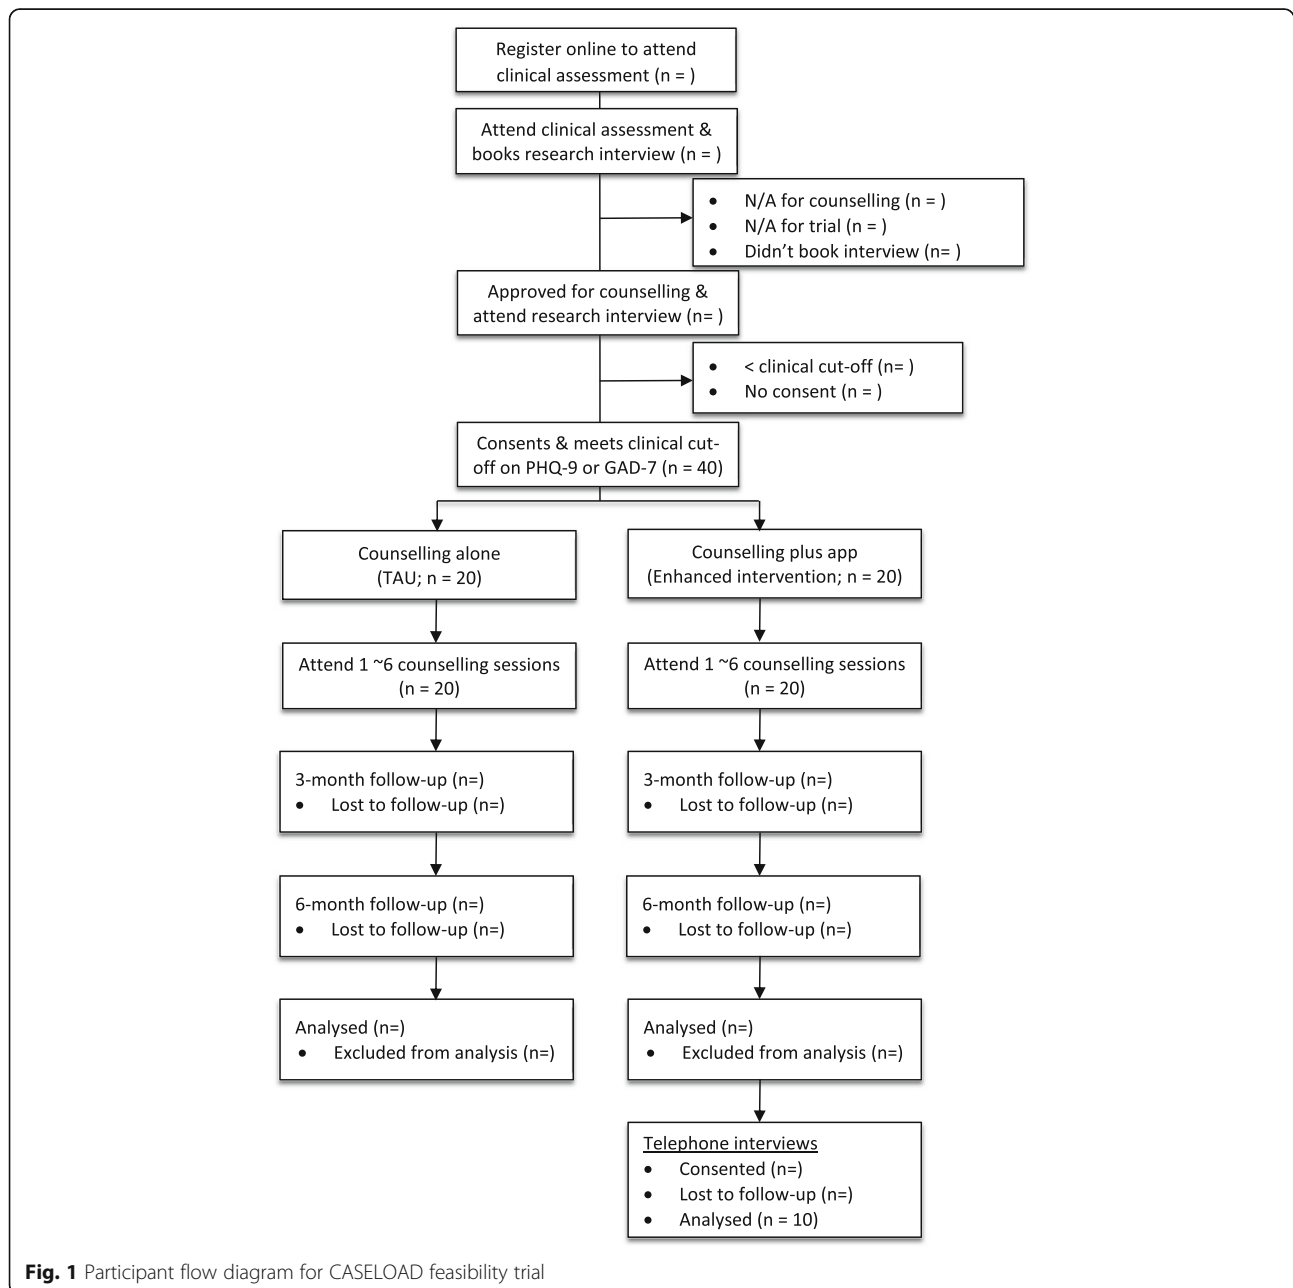 Register online to attend
clinical assessment (n = )
Attend clinical assessment &
books research interview (n = )
• N/A for counselling (n = )
• N/A for trial (n = )
• Didn't book interview (n= )
Approved for counselling &
attend research interview (n= )
• < clinical cut-off (n= )
• No consent (n = )
Consents & meets clinical cut-
off on PHQ-9 or GAD-7 (n = 40)
Counselling alone
(TAU; n = 20)
Counselling plus app
(Enhanced intervention; n = 20)
Attend 1 ~6 counselling sessions
(n = 20)
Attend 1 ~6 counselling sessions
(n = 20)
3-month follow-up (n=)
• Lost to follow-up (n=)
3-month follow-up (n=)
• Lost to follow-up (n=)
6-month follow-up (n=)
• Lost to follow-up (n=)
6-month follow-up (n=)
• Lost to follow-up (n=)
Analysed (n=)
• Excluded from analysis (n=)
Analysed (n=)
• Excluded from analysis (n=)
Telephone interviews
• Consented (n=)
• Lost to follow-up (n=)
• Analysed (n = 10)
Fig. 1 Participant flow diagram for CASELOAD feasibility trial